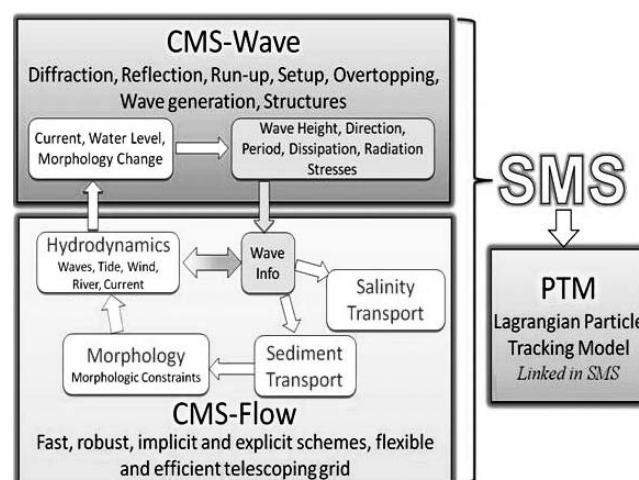 CMS-Wave
Diffraction, Reflection, Run-up, Setup, Overtopping,
Wave generation, Structures
Current, Water Level,
Morphology Change
Wave Height, Direction,
Period, Dissipation, Radiation
Stresses
Hydrodynamics
Waves, Tide, Wind,
River, Current
Wave
Info
Salinity
Transport
Morphology
Morphologic Constraints
Sediment
Transport
CMS-Flow
Fast, robust, implicit and explicit schemes, flexible
and efficient telescoping grid
SMS
PTM
Lagrangian Particle
Tracking Model
Linked in SMS